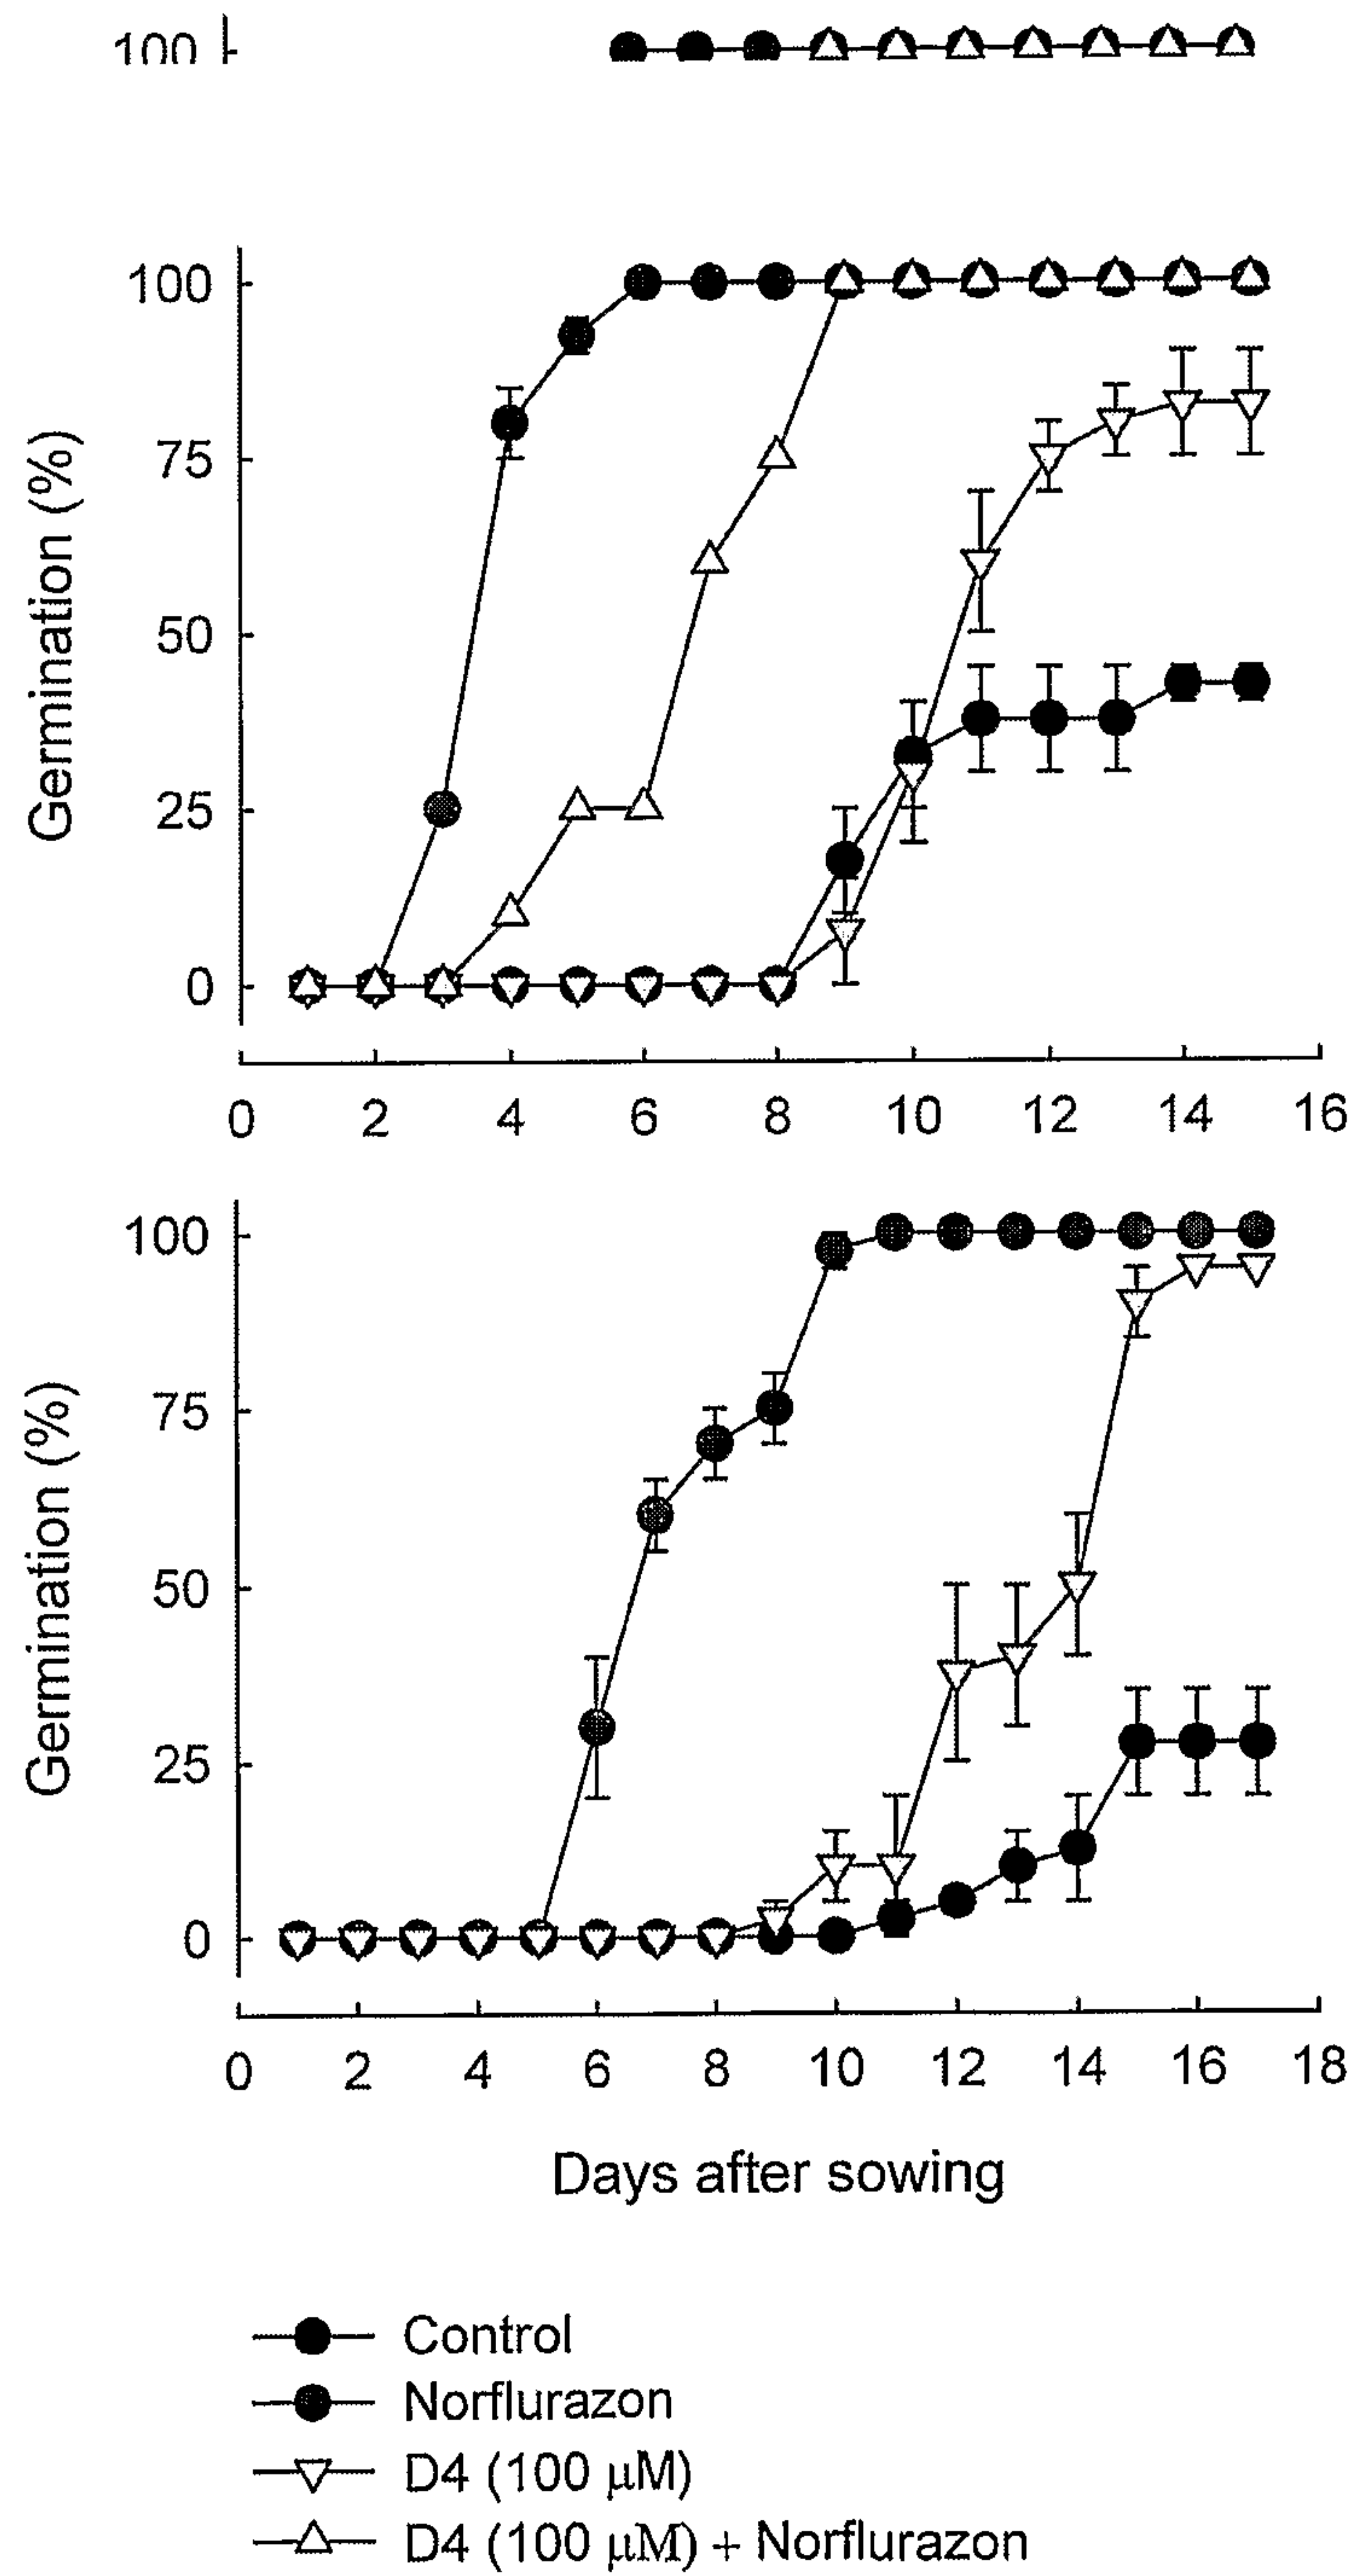 100
100
75
50
25
0
Germination (%)
0 2 4 6 8 10 12 14 16
100
75
50
25
0
Germination (%)
0 2 4 6 8 10 12 14 16 18
Days after sowing
Control
Norflurazon
D4 (100 μM)
D4 (100 μM) + Norflurazon